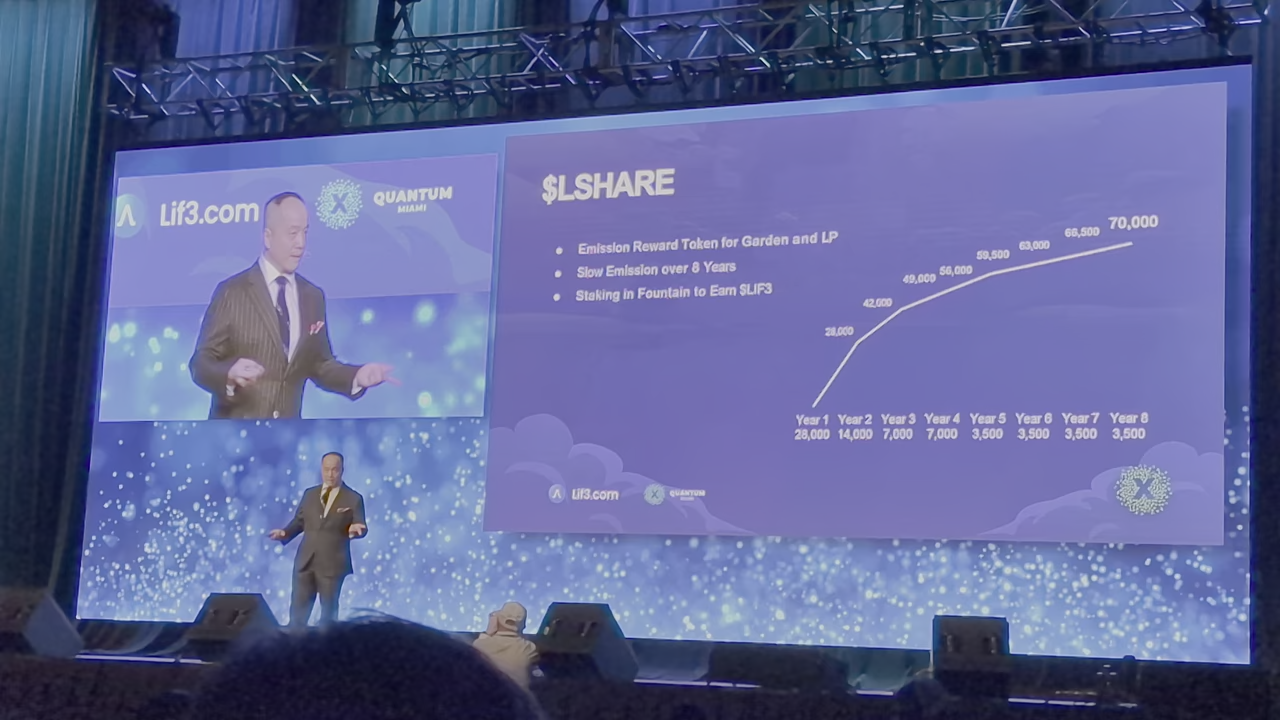 Lif3.com
QUANTUM
MIAMI
$LSHARE
Emission Reward Token for Garden and LP
Slow Emission over 8 Years
Staking in Fountain to Earn $LIF3
28,000
42,000
49,000
56,000
59,500
63,000
66,500
70,000
Year 1 Year 2 Year 3 Year 4 Year 5 Year 6 Year 7 Year 8
28,000 14,000 7,000 7,000 3,500 3,500 3,500 3,500
Lif3.com
QUANTUM
MIAMI